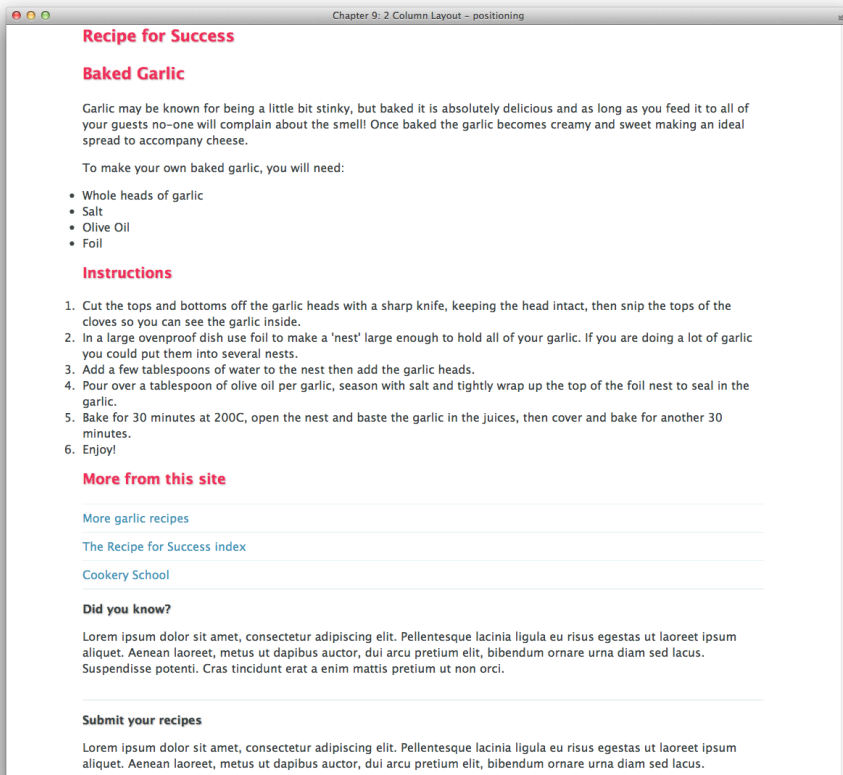 Chapter 9: 2 Column Layout – positioning
Recipe for Success
Baked Garlic
Garlic may be known for being a little bit stinky, but baked it is absolutely delicious and as long as you feed it to all of
your guests no-one will complain about the smell! Once baked the garlic becomes creamy and sweet making an ideal
spread to accompany cheese.
To make your own baked garlic, you will need:
• Whole heads of garlic
• Salt
• Olive Oil
• Foil
Instructions
1. Cut the tops and bottoms off the garlic heads with a sharp knife, keeping the head intact, then snip the tops of the
cloves so you can see the garlic inside.
2. In a large ovenproof dish use foil to make a 'nest' large enough to hold all of your garlic. If you are doing a lot of garlic
you could put them into several nests.
3. Add a few tablespoons of water to the nest then add the garlic heads.
4. Pour over a tablespoon of olive oil per garlic, season with salt and tightly wrap up the top of the foil nest to seal in the
garlic.
5. Bake for 30 minutes at 200C, open the nest and baste the garlic in the juices, then cover and bake for another 30
minutes.
6. Enjoy!
More from this site
More garlic recipes
The Recipe for Success index
Cookery School
Did you know?
Lorem ipsum dolor sit amet, consectetur adipiscing elit. Pellentesque lacinia ligula eu risus egestas ut laoreet ipsum
aliquet. Aenean laoreet, metus ut dapibus auctor, dui arcu pretium elit, bibendum ornare urna diam sed lacus.
Suspendisse potenti. Cras tincidunt erat a enim mattis pretium ut non orci.
Submit your recipes
Lorem ipsum dolor sit amet, consectetur adipiscing elit. Pellentesque lacinia ligula eu risus egestas ut laoreet ipsum
aliquet. Aenean laoreet, metus ut dapibus auctor, dui arcu pretium elit, bibendum ornare urna diam sed lacus.